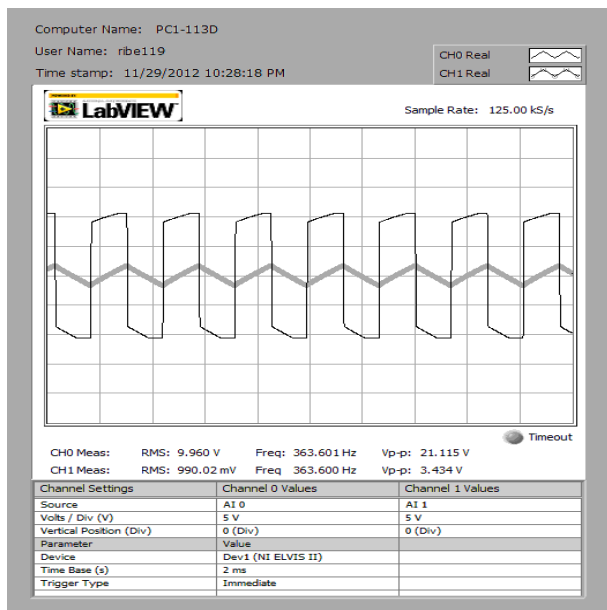 Computer Name: PC1-113D
User Name: ribe119
Time stamp: 11/29/2012 10:28:18 PM
CH0 Real
CH1 Real
LabVIEW
Sample Rate: 125.00 kS/s
Timeout
CH0 Meas: RMS: 9.960 V Freq: 363.601 Hz Vp-p: 21.115 V
CH1 Meas: RMS: 990.02 mV Freq 363.600 Hz Vp-p: 3.434 V
Channel Settings Channel 0 Values Channel 1 Values
Source AI 0 AI 1
Volts / Div (V) 5 V 5 V
Vertical Position (Div) 0 (Div) 0 (Div)
Parameter Value
Device Dev1 (NI ELVIS II)
Time Base (s) 2 ms
Trigger Type Immediate